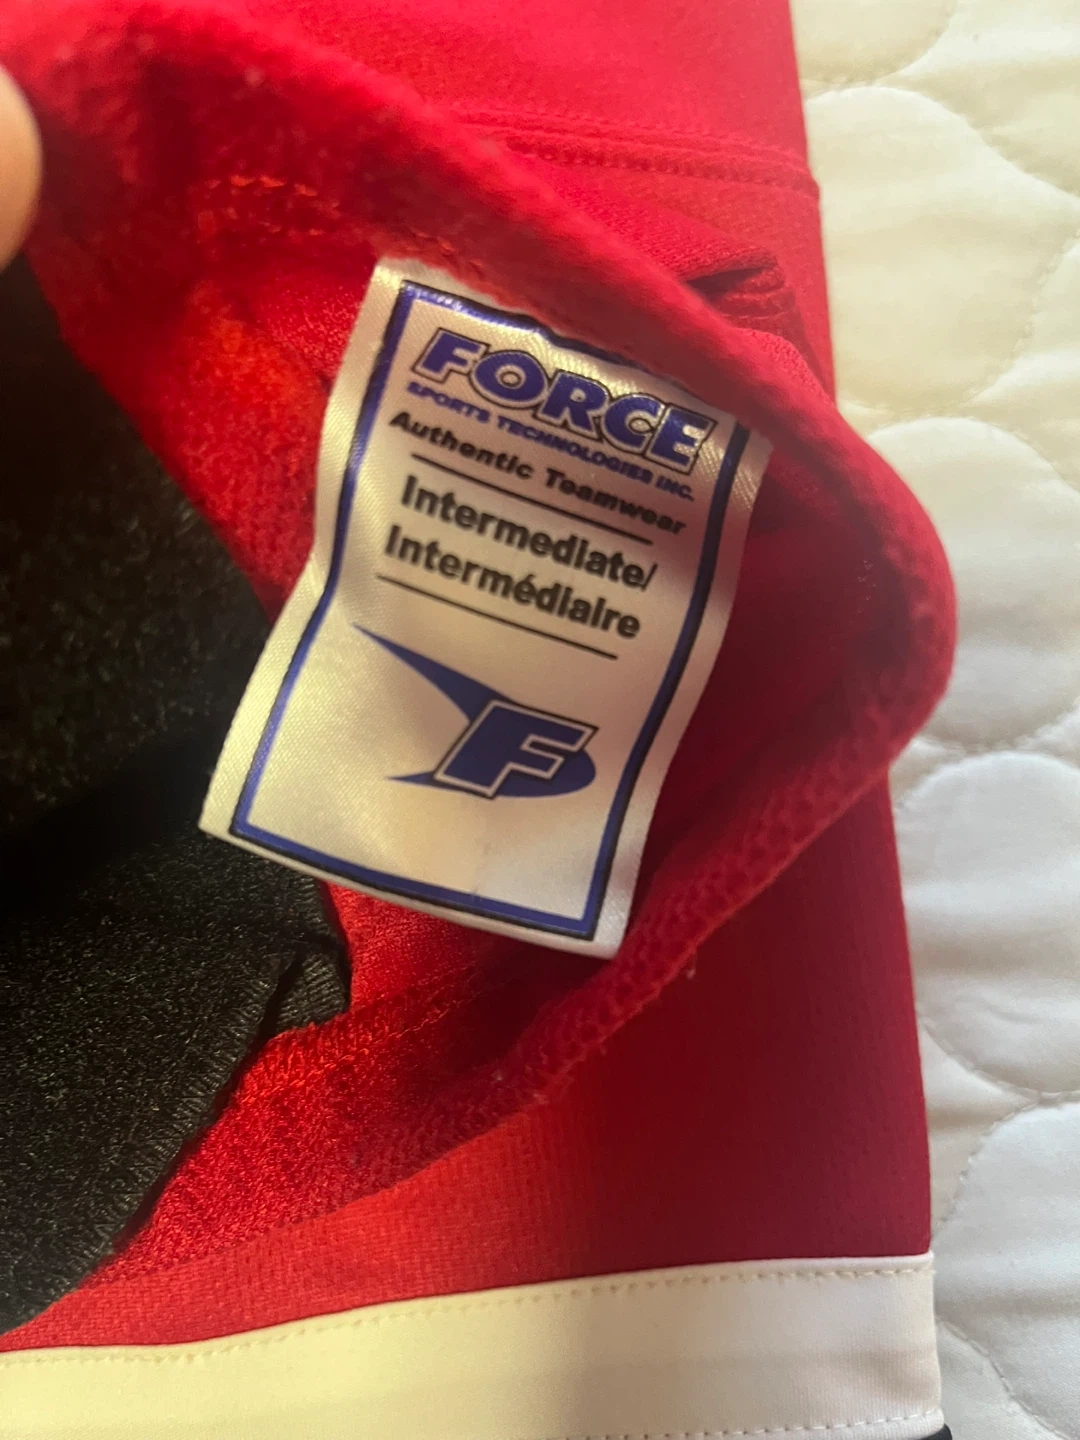 FORCE
SPORTS TECHNOLOGIES INC.
Authentic Teamwear
Intermediate/
Intermédiaire
F